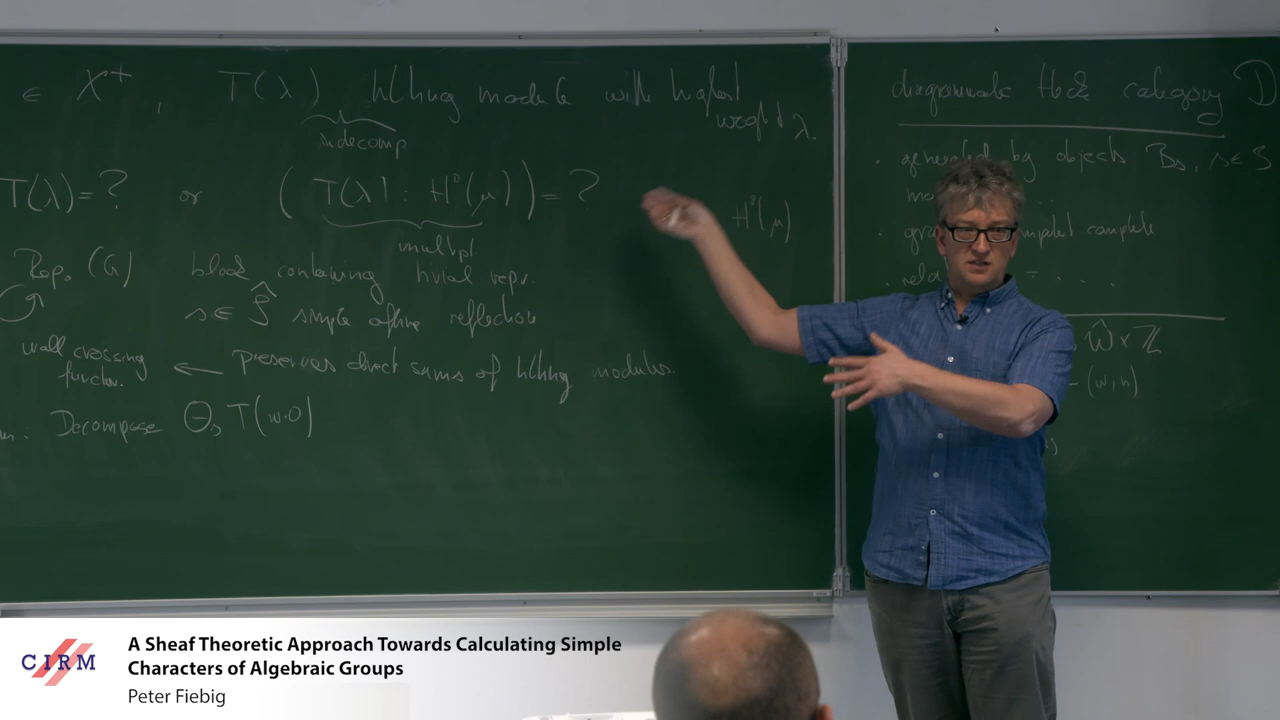 ∈ X⁺, T(λ) tilting module with highest
weight λ.
indecomp
T(λ)=? or (T(λ) : H⁰(μ))=?
H⁰(μ)
multpl
Rep₀(G) block containing trivial repr.
s ∈ Ŝ simple affine reflection
wall crossing
functor.
← preserves direct sums of tilting modules.
Decompose Θₛ T(w·0)
diagrammatic Hecke category D
· generated by objects Bₛ, s∈S
complete
Ŵ × ℤ
(w,n)
CIRM
A Sheaf Theoretic Approach Towards Calculating Simple
Characters of Algebraic Groups
Peter Fiebig